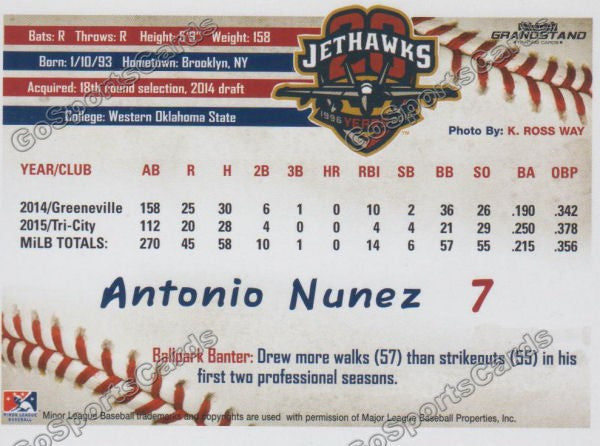 Bats: R Throws: R Height: 5'9" Weight: 158
Born: 1/10/93 Hometown: Brooklyn, NY
Acquired: 18th round selection, 2014 draft
College: Western Oklahoma State
20
JETHAWKS
1996 YEARS
TM
GRANDSTAND
TRADING CARDS
Photo By: K. ROSS WAY
YEAR/CLUB AB R H 2B 3B HR RBI SB BB SO BA OBP
2014/Greeneville 158 25 30 6 1 0 10 2 36 26 .190 .342
2015/Tri-City 112 20 28 4 0 0 4 4 21 29 .250 .378
MiLB TOTALS: 270 45 58 10 1 0 14 6 57 55 .215 .356
Antonio Nunez 7
Ballpark Banter: Drew more walks (57) than strikeouts (55) in his
first two professional seasons.
MINOR LEAGUE
BASEBALL
Minor League Baseball trademarks and copyrights are used with permission of Major League Baseball Properties, Inc.
GoSportsCards